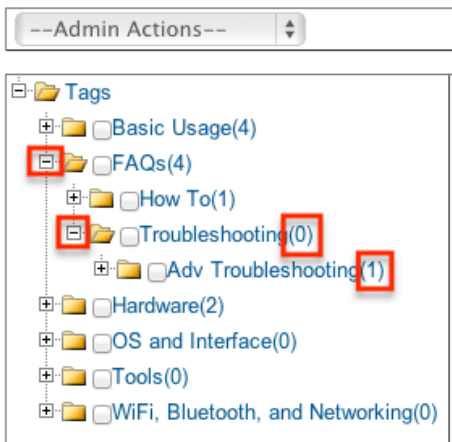 --Admin Actions--
Tags
Basic Usage(4)
FAQs(4)
How To(1)
Troubleshooting(0)
Adv Troubleshooting(1)
Hardware(2)
OS and Interface(0)
Tools(0)
WiFi, Bluetooth, and Networking(0)